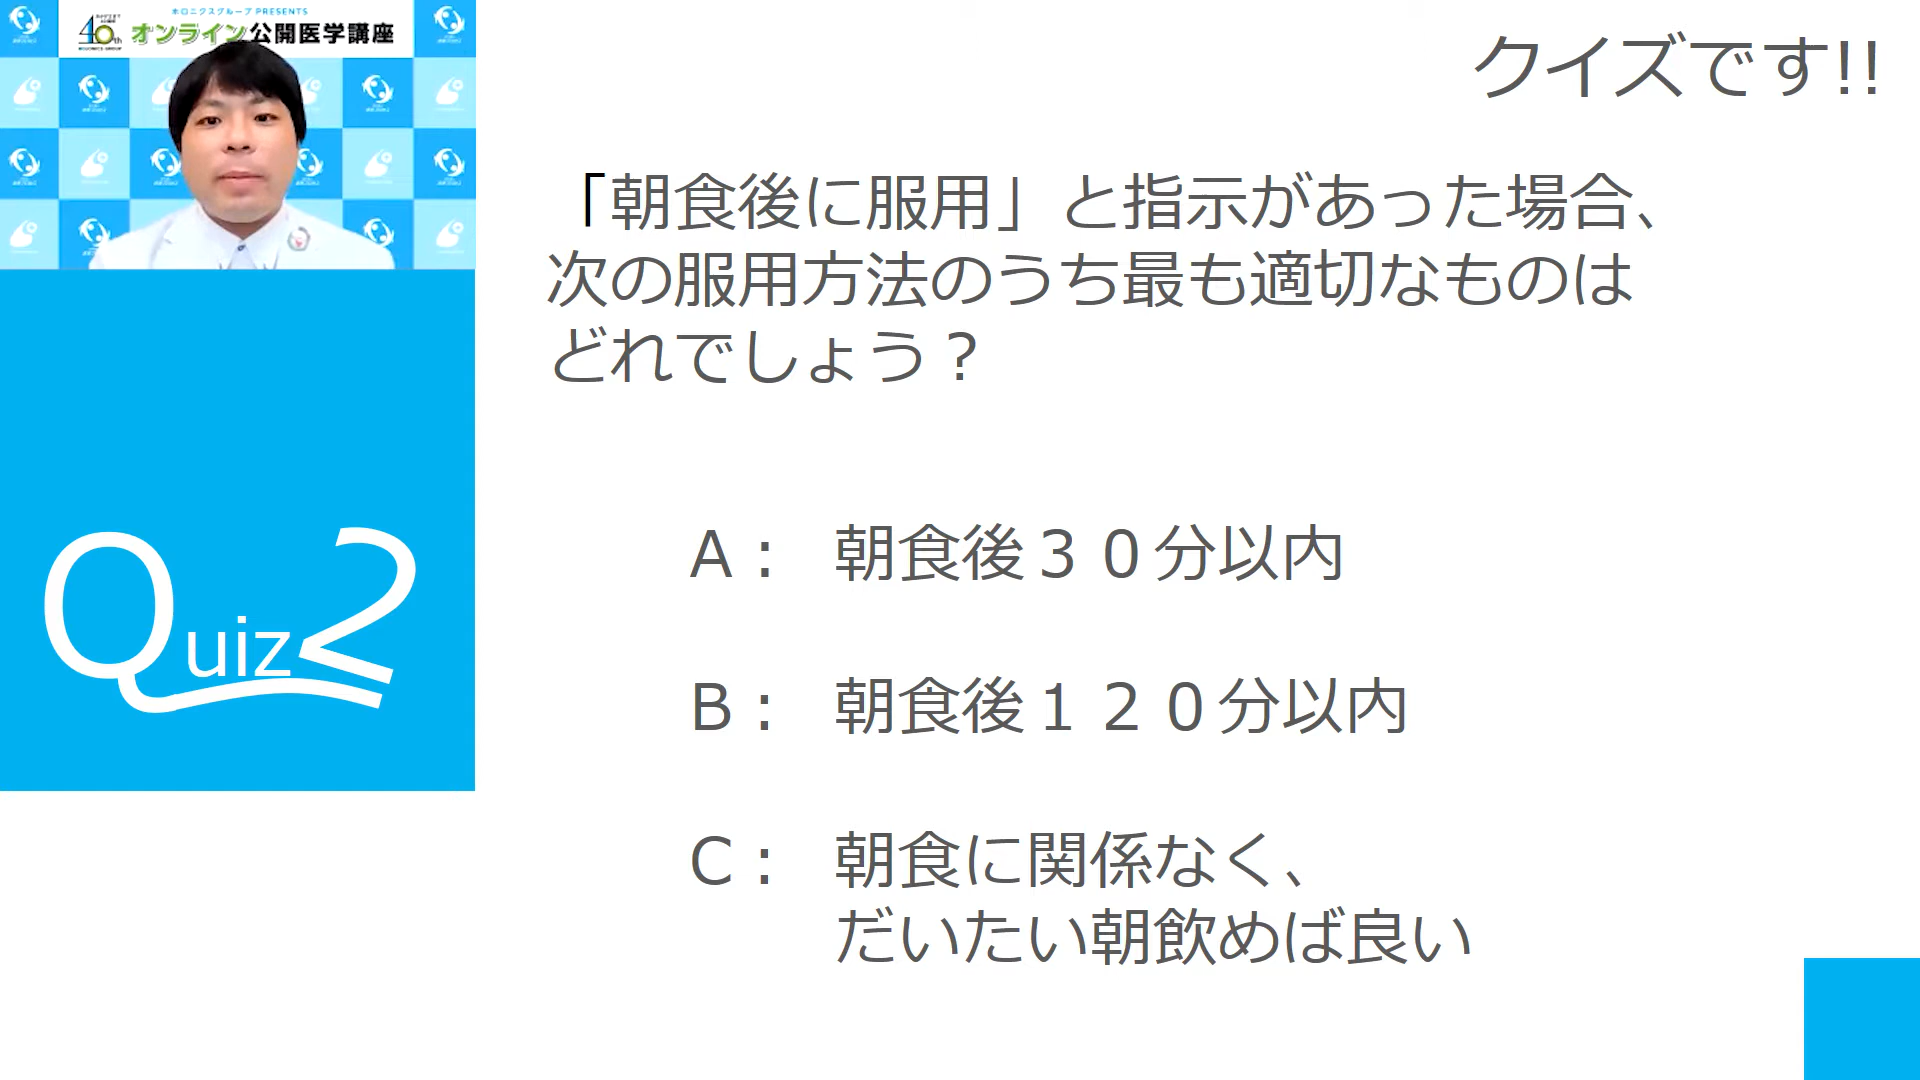 ホロニクスグループ PRESENTS
40th
オンライン公開医学講座
クイズです!!
「朝食後に服用」と指示があった場合、
次の服用方法のうち最も適切なものは
どれでしょう？
Quiz2
A： 朝食後３０分以内
B： 朝食後１２０分以内
C： 朝食に関係なく、
だいたい朝飲めば良い